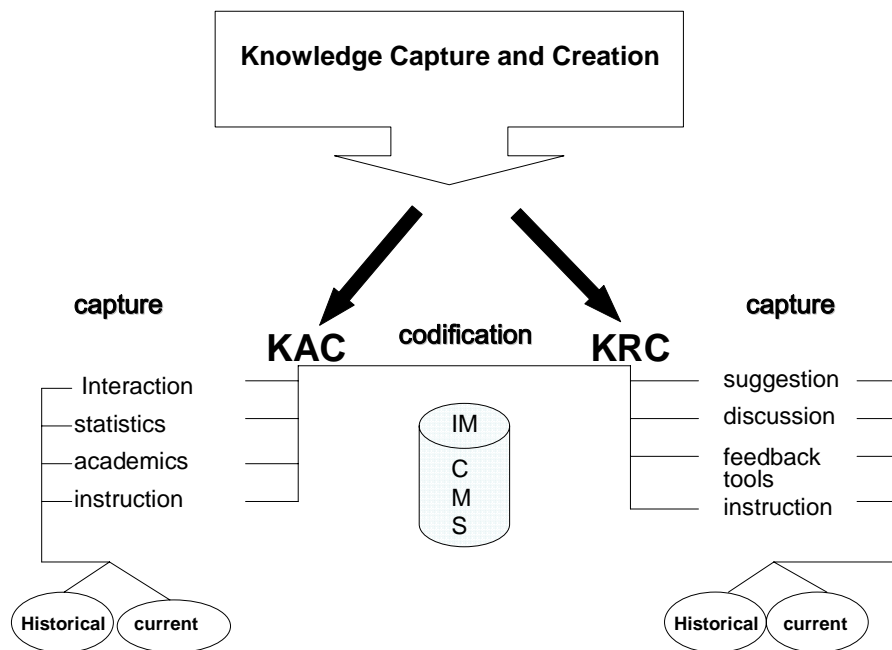 Knowledge Capture and Creation
capture
capture
KAC
codification
KRC
Interaction
statistics
academics
instruction
IM
C
M
S
suggestion
discussion
feedback
tools
instruction
Historical
current
Historical
current